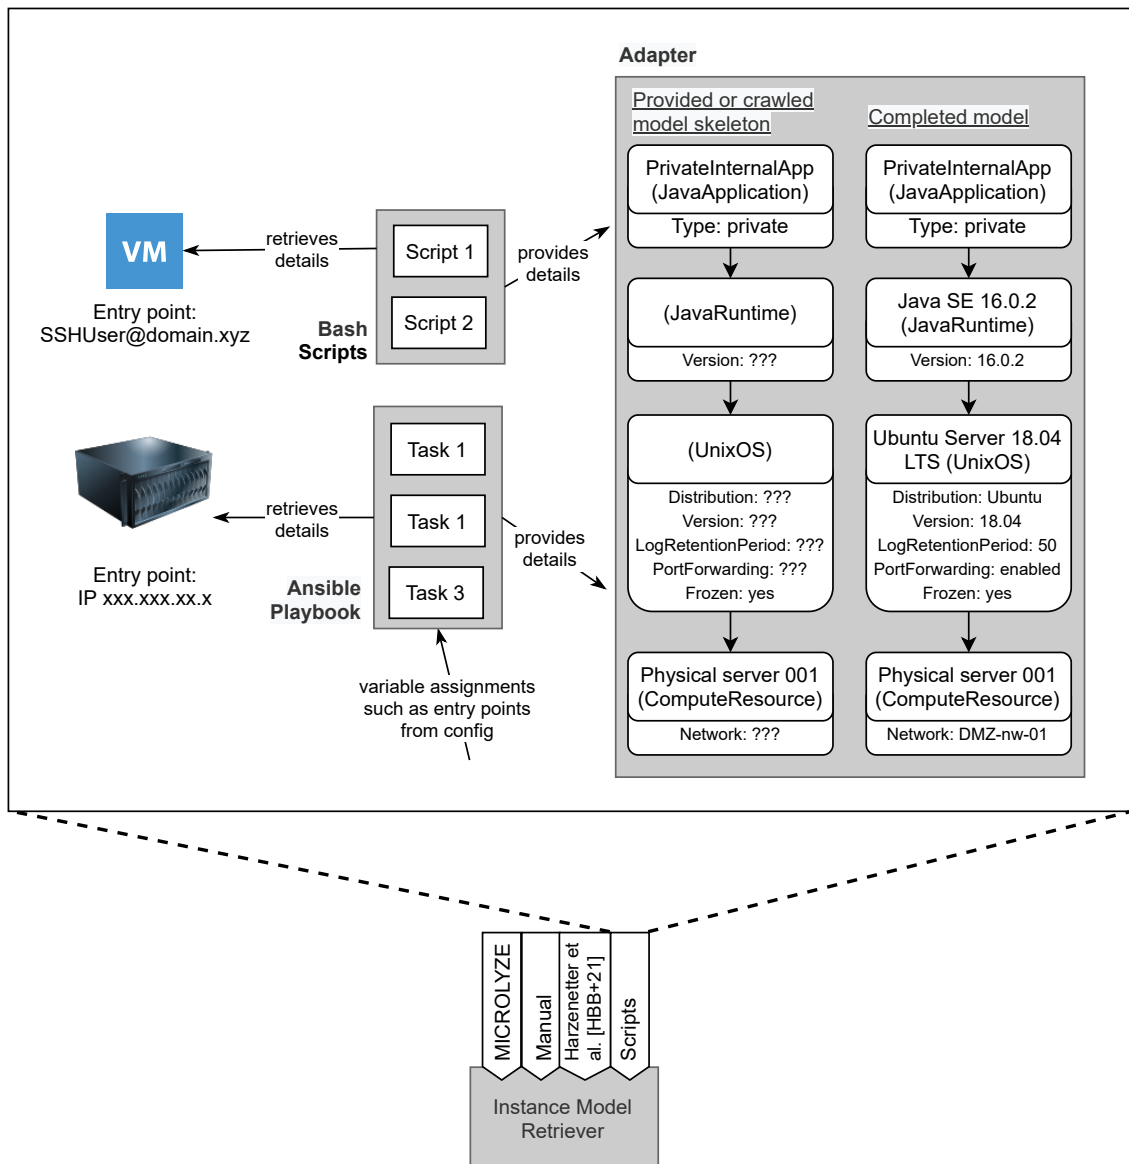 Adapter
Provided or crawled
model skeleton
Completed model
PrivateInternalApp
(JavaApplication)
Type: private
PrivateInternalApp
(JavaApplication)
Type: private
VM
Entry point:
SSHUser@domain.xyz
retrieves
details
Script 1
Script 2
Bash
Scripts
provides
details
(JavaRuntime)
Version: ???
Java SE 16.0.2
(JavaRuntime)
Version: 16.0.2
Entry point:
IP xxx.xxx.xx.x
retrieves
details
Task 1
Task 1
Task 3
Ansible
Playbook
provides
details
variable assignments
such as entry points
from config
(UnixOS)
Distribution: ???
Version: ???
LogRetentionPeriod: ???
PortForwarding: ???
Frozen: yes
Ubuntu Server 18.04
LTS (UnixOS)
Distribution: Ubuntu
Version: 18.04
LogRetentionPeriod: 50
PortForwarding: enabled
Frozen: yes
Physical server 001
(ComputeResource)
Network: ???
Physical server 001
(ComputeResource)
Network: DMZ-nw-01
MICROLYZE
Manual
Harzenetter et
al. [HBB+21]
Scripts
Instance Model
Retriever